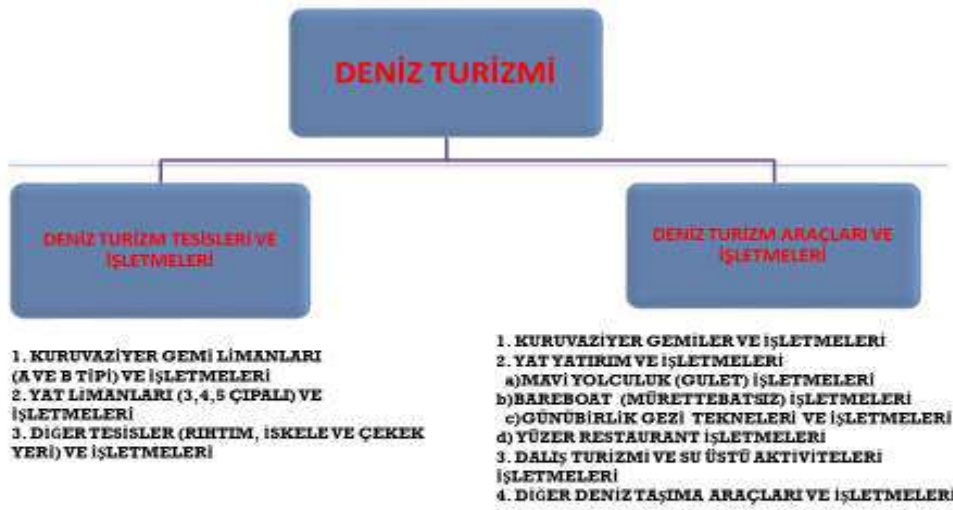 DENİZ TURİZMİ
DENİZ TURİZM TESİSLERİ VE
İŞLETMELERİ
1. KURUVAZİYER GEMİ LİMANLARI
(A VE B TİPİ) VE İŞLETMELERİ
2. YAT LİMANLARI (3,4,5 ÇIPALI) VE
İŞLETMELERİ
3. DİĞER TESİSLER (RIHTIM, İSKELE VE ÇEKEK
YERİ) VE İŞLETMELERİ
DENİZ TURİZM ARAÇLARI VE
İŞLETMELERİ
1. KURUVAZİYER GEMİLER VE İŞLETMELERİ
2. YAT YATIRIM VE İŞLETMELERİ
a)MAVİ YOLCULUK (GULET) İŞLETMELERİ
b)BAREBOAT (MÜRETTEBATSIZ) İŞLETMELERİ
c)GÜNÜBİRLİK GEZİ TEKNELERİ VE İŞLETMELERİ
d)YÜZER RESTAURANT İŞLETMELERİ
3. DALIŞ TURİZMİ VE SU ÜSTÜ AKTİVİTELERİ
İŞLETMELERİ
4. DİĞER DENİZ TAŞIMA ARAÇLARI VE İŞLETMELERİ